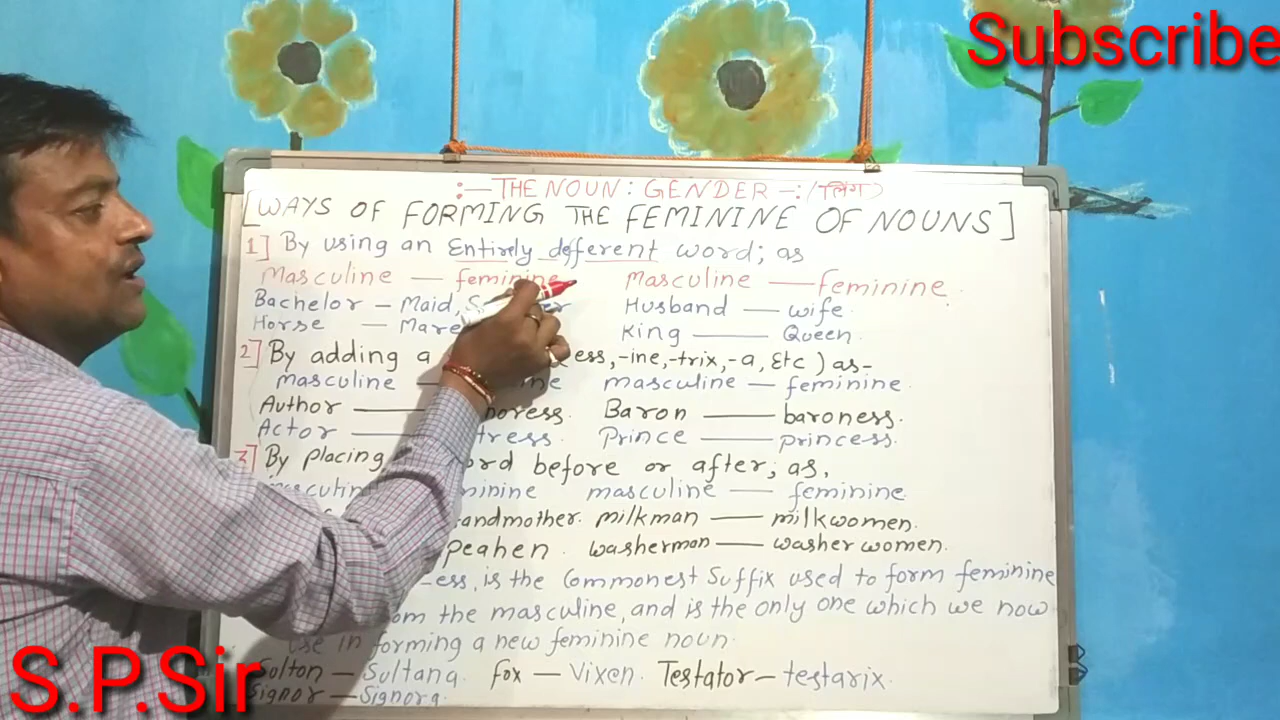 Subscribe
:— THE NOUN : GENDER —: (लिंग)
[WAYS OF FORMING THE FEMININE OF NOUNS]
1] By using an Entirely defferent word; as
Masculine — feminine Masculine — feminine
Bachelor — Maid, Husband — wife
Horse — Mare King — Queen
2] By adding a ess, -ine, -trix, -a, Etc ) as-
masculine — masculine — feminine
Author — Baron — baroness.
Actor — Prince — princess.
3] By placing before or after; as,
masculine — feminine
milkman — milkwomen.
peahen. washerman — washer women.
-ess, is the Commonest Suffix used to form feminine
the masculine, and is the only one which we now
use in forming a new feminine noun.
Solton — Sultana. fox — Vixen. Testator — testarix.
Signor — Signora.
S.P.Sir